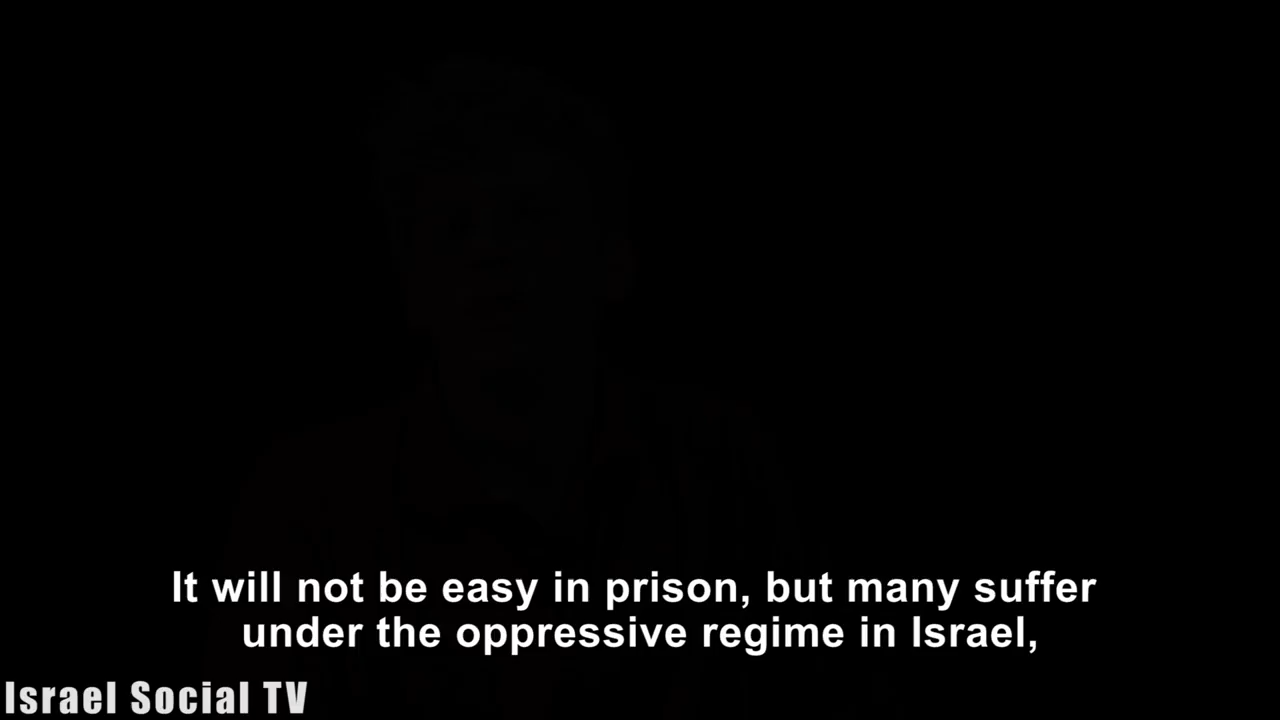 It will not be easy in prison, but many suffer
under the oppressive regime in Israel,
Israel Social TV